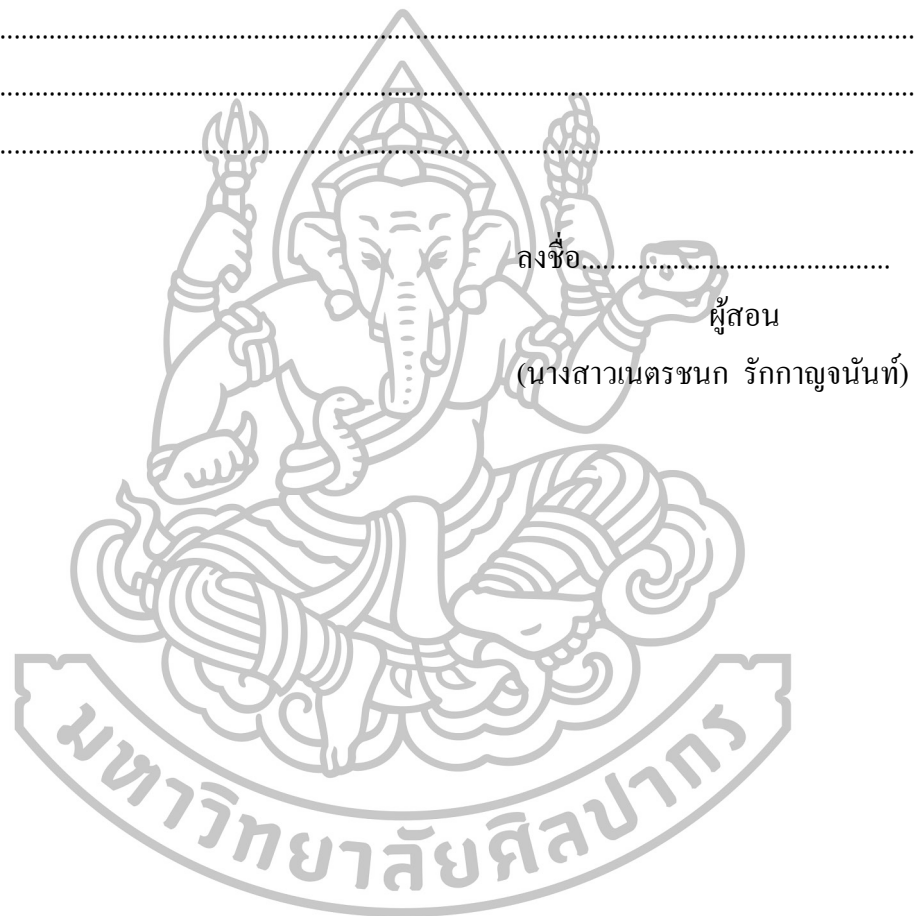 ................................................................................................................
................................................................................................................
................................................................................................................
ลงชื่อ............................................
ผู้สอน
(นางสาวเนตรชนก รักกาญจนันท์)
มหาวิทยาลัยศิลปากร